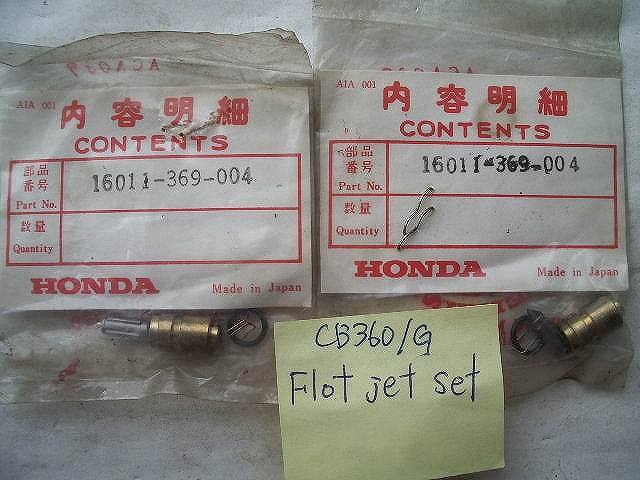 ACA039
AIA 001
内容明細
CONTENTS
部品
番号
Part No.
16011-369-004
数量
Quantity
HONDA
Made in Japan
AIA 001
内容明細
CONTENTS
部品
番号
Part No.
16011-369-004
数量
Quantity
HONDA
Made in Japan
CB360/G
Flot jet set